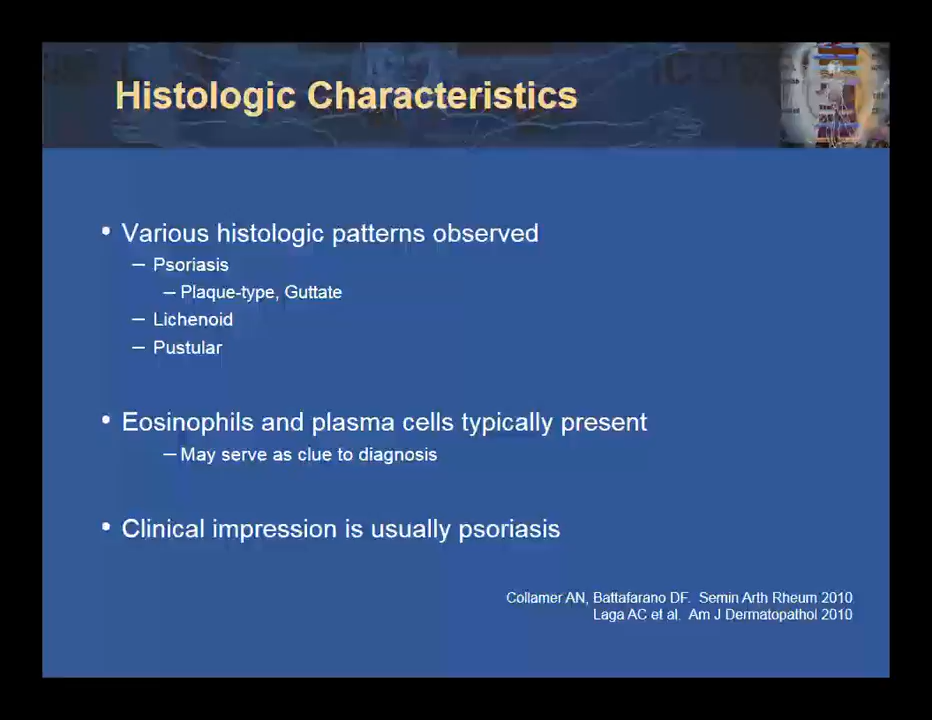 Histologic Characteristics
• Various histologic patterns observed
– Psoriasis
– Plaque-type, Guttate
– Lichenoid
– Pustular
• Eosinophils and plasma cells typically present
– May serve as clue to diagnosis
• Clinical impression is usually psoriasis
Collamer AN, Battafarano DF. Semin Arth Rheum 2010
Laga AC et al. Am J Dermatopathol 2010